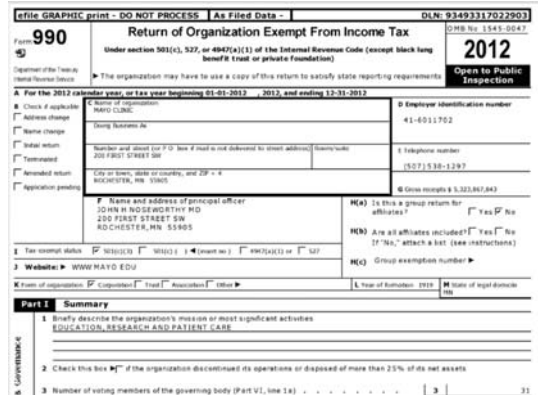 efile GRAPHIC print - DO NOT PROCESS As Filed Data - DLN: 93493317022903
Form 990
Return of Organization Exempt From Income Tax
OMB No 1545-0047
Under section 501(c), 527, or 4947(a)(1) of the Internal Revenue Code (except black lung
benefit trust or private foundation)
2012
Department of the Treasury
Internal Revenue Service
▶ The organization may have to use a copy of this return to satisfy state reporting requirements
Open to Public
Inspection
A For the 2012 calendar year, or tax year beginning 01-01-2012 , 2012, and ending 12-31-2012
B Check if applicable
Address change
Name change
Initial return
Terminated
Amended return
Application pending
C Name of organization
MAYO CLINIC
Doing Business As
Number and street (or P O box if mail is not delivered to street address) Room/suite
200 FIRST STREET SW
City or town, state or country, and ZIP + 4
ROCHESTER, MN 55905
D Employer identification number
41-6011702
E Telephone number
(507) 538-1297
G Gross receipts $ 5,323,867,843
F Name and address of principal officer
JOHN H NOSEWORTHY MD
200 FIRST STREET SW
ROCHESTER, MN 55905
H(a) Is this a group return for
affiliates? Yes No
H(b) Are all affiliates included? Yes No
If "No," attach a list (see instructions)
H(c) Group exemption number ▶
I Tax-exempt status 501(c)(3) 501(c) ( ) ◀ (insert no ) 4947(a)(1) or 527
J Website: ▶ WWW MAYO EDU
K Form of organization Corporation Trust Association Other ▶
L Year of formation 1919
M State of legal domicile
MN
Part I Summary
1 Briefly describe the organization's mission or most significant activities
EDUCATION, RESEARCH AND PATIENT CARE
2 Check this box ▶ if the organization discontinued its operations or disposed of more than 25% of its net assets
3 Number of voting members of the governing body (Part VI, line 1a) . . . . . . . . 3 31
Governance